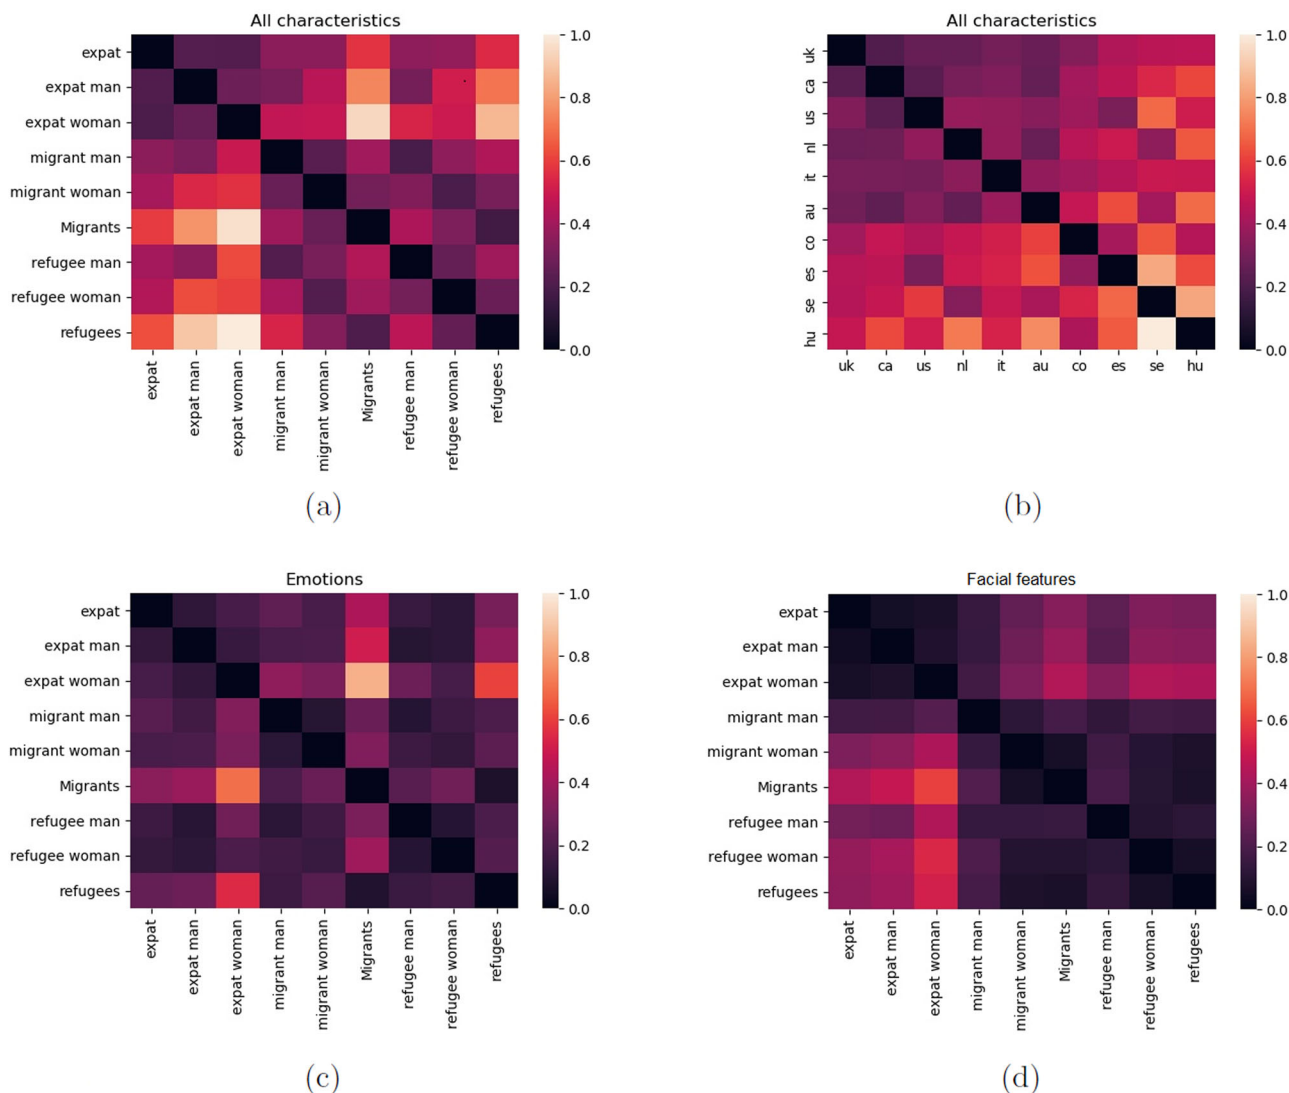 All characteristics
expat
expat man
expat woman
migrant man
migrant woman
Migrants
refugee man
refugee woman
refugees
expat
expat man
expat woman
migrant man
migrant woman
Migrants
refugee man
refugee woman
refugees
1.0
0.8
0.6
0.4
0.2
0.0
(a)
All characteristics
uk
ca
us
nl
it
au
co
es
se
hu
uk ca us nl it au co es se hu
1.0
0.8
0.6
0.4
0.2
0.0
(b)
Emotions
expat
expat man
expat woman
migrant man
migrant woman
Migrants
refugee man
refugee woman
refugees
expat
expat man
expat woman
migrant man
migrant woman
Migrants
refugee man
refugee woman
refugees
1.0
0.8
0.6
0.4
0.2
0.0
(c)
Facial features
expat
expat man
expat woman
migrant man
migrant woman
Migrants
refugee man
refugee woman
refugees
expat
expat man
expat woman
migrant man
migrant woman
Migrants
refugee man
refugee woman
refugees
1.0
0.8
0.6
0.4
0.2
0.0
(d)